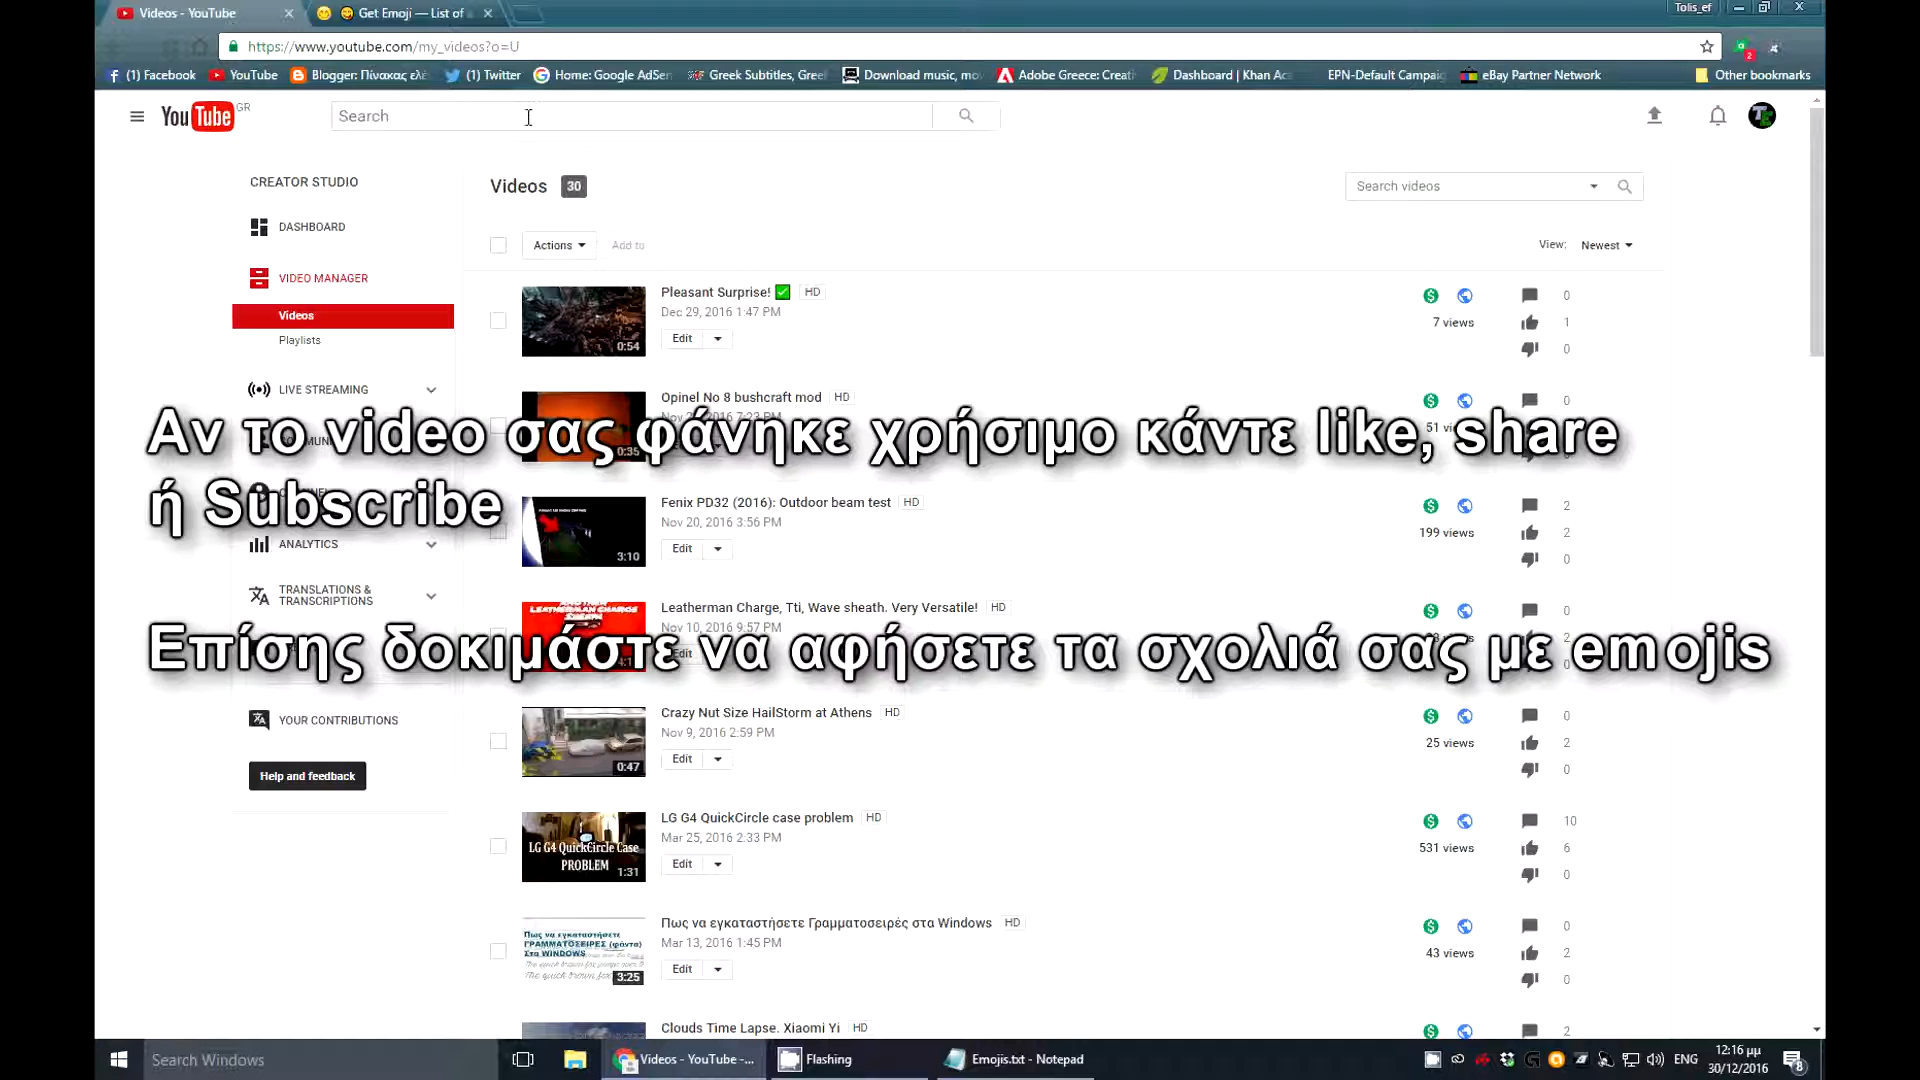 Videos - YouTube
Get Emoji — List of
Tolis_ef
https://www.youtube.com/my_videos?o=U
(1) Facebook
YouTube
Blogger: Πίνακας ελέ
(1) Twitter
Home: Google AdSen
Greek Subtitles, Greek
Download music, mov
Adobe Greece: Creati
Dashboard | Khan Aca
EPN-Default Campaig
eBay Partner Network
Other bookmarks
2
YouTube GR
Search
CREATOR STUDIO
DASHBOARD
VIDEO MANAGER
Videos
Playlists
LIVE STREAMING
ANALYTICS
TRANSLATIONS &
TRANSCRIPTIONS
YOUR CONTRIBUTIONS
Help and feedback
Videos 30
Search videos
Actions
Add to
View: Newest
Pleasant Surprise! ✅ HD
Dec 29, 2016 1:47 PM
Edit
0:54
7 views
0
1
0
Opinel No 8 bushcraft mod HD
0:35
51
0
Αν το video σας φάνηκε χρήσιμο κάντε like, share
ή Subscribe
Fenix PD32 (2016): Outdoor beam test HD
Nov 20, 2016 3:56 PM
Edit
3:10
199 views
2
2
0
Leatherman Charge, Tti, Wave sheath. Very Versatile! HD
Nov 10, 2016 9:57 PM
Edit
LEATHERMAN CHARGE
0
2
Επίσης δοκιμάστε να αφήσετε τα σχολιά σας με emojis
Crazy Nut Size HailStorm at Athens HD
Nov 9, 2016 2:59 PM
Edit
0:47
25 views
0
2
0
LG G4 QuickCircle case problem HD
Mar 25, 2016 2:33 PM
Edit
LG G4 QuickCircle Case
PROBLEM
1:31
531 views
10
6
0
Πως να εγκαταστήσετε Γραμματοσειρές στα Windows HD
Mar 13, 2016 1:45 PM
Edit
Πως να εγκαταστήσετε
ΓΡΑΜΜΑΤΟΣΕΙΡΕΣ (φόντα)
Στα WINDOWS
3:25
43 views
0
2
0
Clouds Time Lapse. Xiaomi Yi HD
2
Search Windows
Videos - YouTube -...
Flashing
Emojis.txt - Notepad
ENG
12:16 μμ
30/12/2016
8